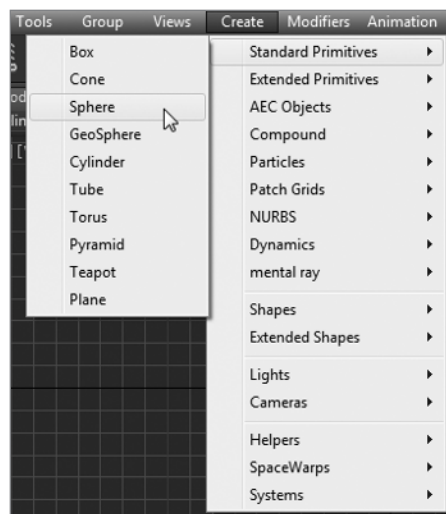 Tools Group Views Create Modifiers Animation
Box
Cone
Sphere
GeoSphere
Cylinder
Tube
Torus
Pyramid
Teapot
Plane
Standard Primitives
Extended Primitives
AEC Objects
Compound
Particles
Patch Grids
NURBS
Dynamics
mental ray
Shapes
Extended Shapes
Lights
Cameras
Helpers
SpaceWarps
Systems